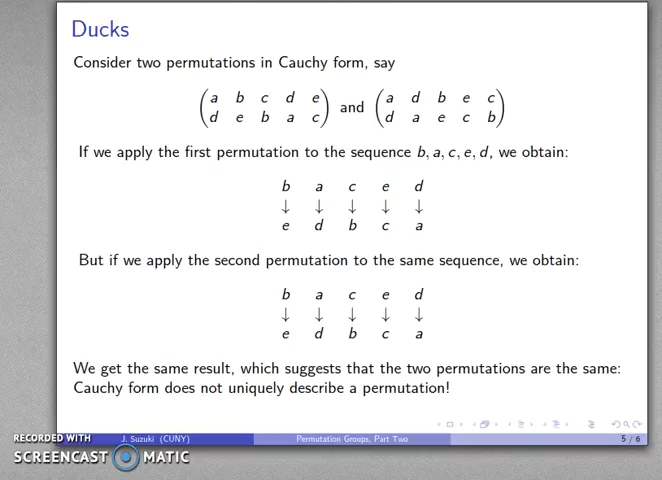 Ducks
Consider two permutations in Cauchy form, say
( a b c d e ) and ( a d b e c )
( d e b a c ) ( d a e c b )
If we apply the first permutation to the sequence b, a, c, e, d, we obtain:
b a c e d
↓ ↓ ↓ ↓ ↓
e d b c a
But if we apply the second permutation to the same sequence, we obtain:
b a c e d
↓ ↓ ↓ ↓ ↓
e d b c a
We get the same result, which suggests that the two permutations are the same:
Cauchy form does not uniquely describe a permutation!
J. Suzuki (CUNY) Permutation Groups, Part Two 5 / 6
RECORDED WITH
SCREENCAST MATIC